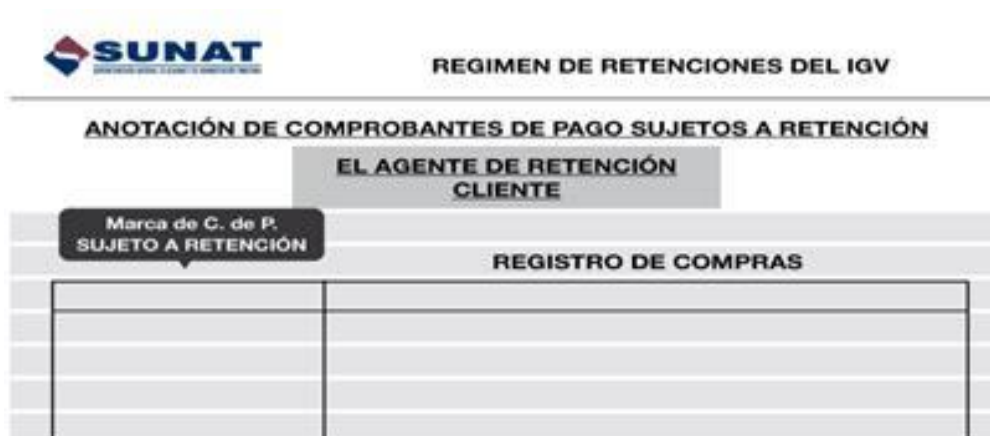 SUNAT
REGIMEN DE RETENCIONES DEL IGV
ANOTACIÓN DE COMPROBANTES DE PAGO SUJETOS A RETENCIÓN
EL AGENTE DE RETENCIÓN
CLIENTE
Marca de C. de P.
SUJETO A RETENCIÓN
REGISTRO DE COMPRAS